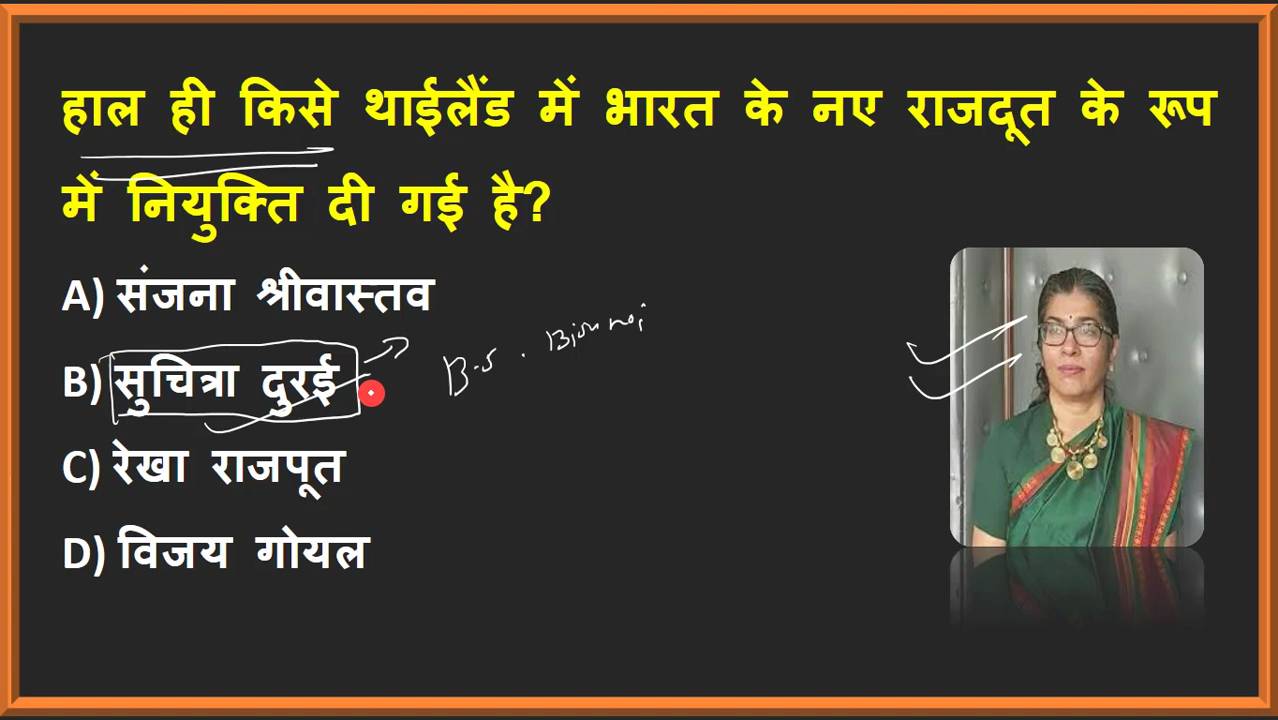 हाल ही किसे थाईलैंड में भारत के नए राजदूत के रूप
में नियुक्ति दी गई है?
A) संजना श्रीवास्तव
B) सुचित्रा दुरई
C) रेखा राजपूत
D) विजय गोयल